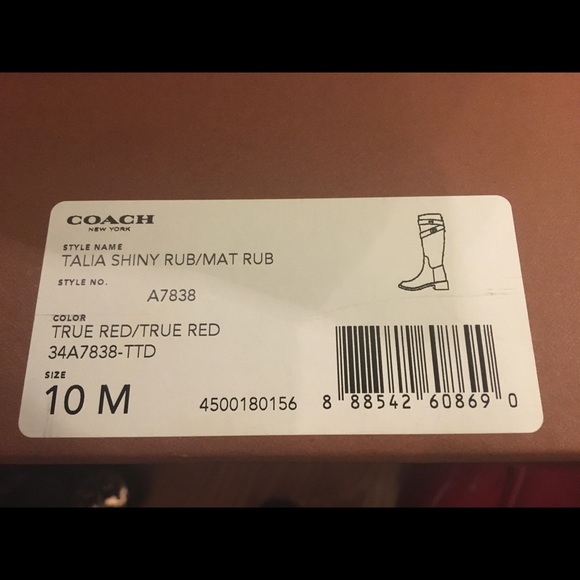 COACH
NEW YORK
STYLE NAME
TALIA SHINY RUB/MAT RUB
STYLE NO.
A7838
COLOR
TRUE RED/TRUE RED
34A7838-TTD
SIZE
10 M
4500180156
8 88542 60869 0